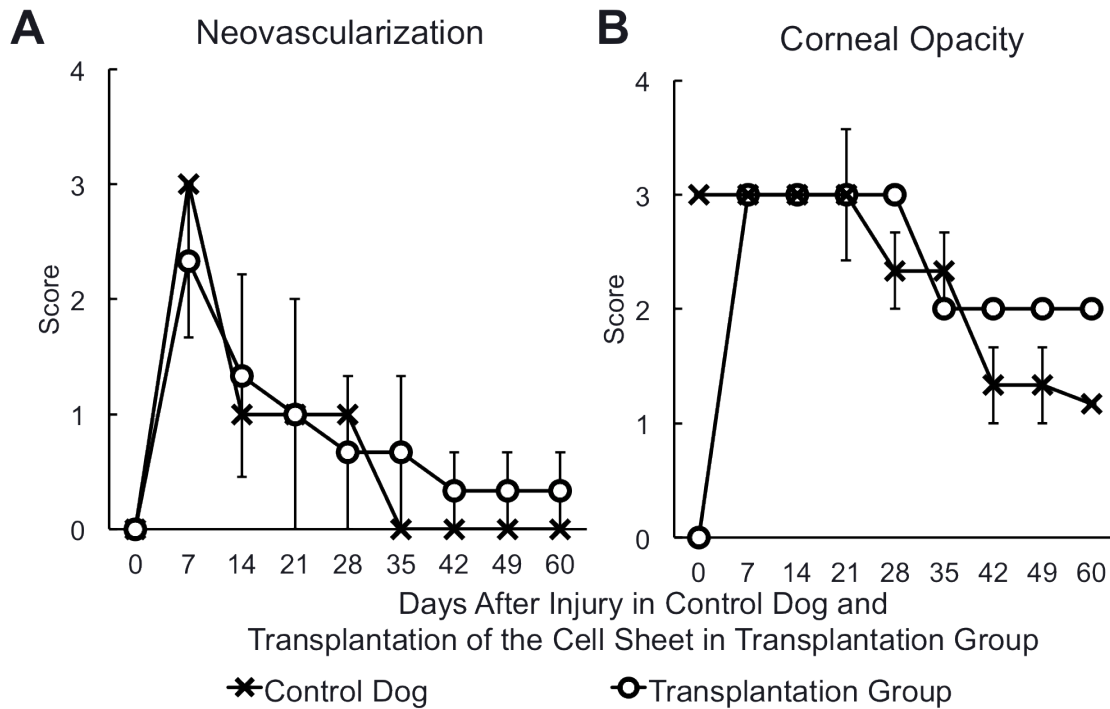 A
Neovascularization
4
3
2
1
0
Score
0 7 14 21 28 35 42 49 60
B
Corneal Opacity
4
3
2
1
0
Score
0 7 14 21 28 35 42 49 60
Days After Injury in Control Dog and
Transplantation of the Cell Sheet in Transplantation Group
Control Dog
Transplantation Group